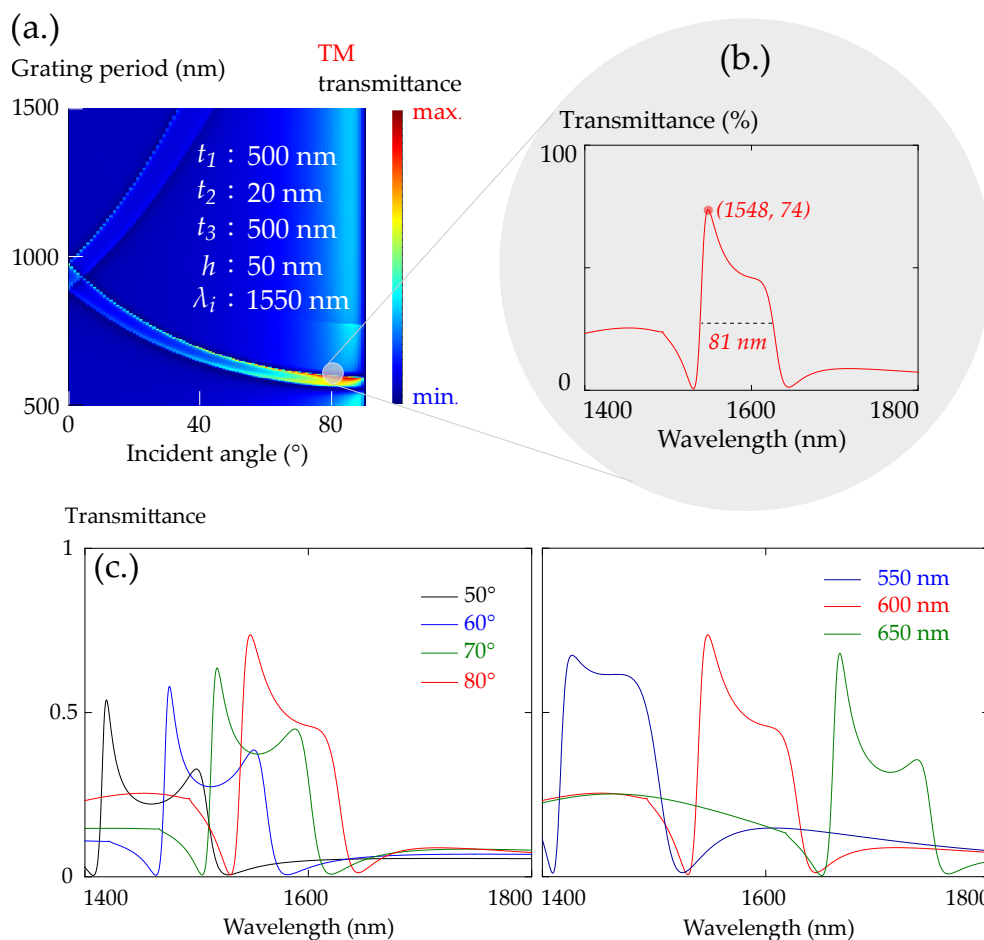 (a.)
Grating period (nm)
TM
transmittance
1500
1000
500
t1 : 500 nm
t2 : 20 nm
t3 : 500 nm
h : 50 nm
λi : 1550 nm
max.
min.
0 40 80
Incident angle (°)
(b.)
Transmittance (%)
100
0
(1548, 74)
81 nm
1400 1600 1800
Wavelength (nm)
Transmittance
(c.)
1
0.5
0
50°
60°
70°
80°
1400 1600 1800
Wavelength (nm)
550 nm
600 nm
650 nm
1400 1600 1800
Wavelength (nm)